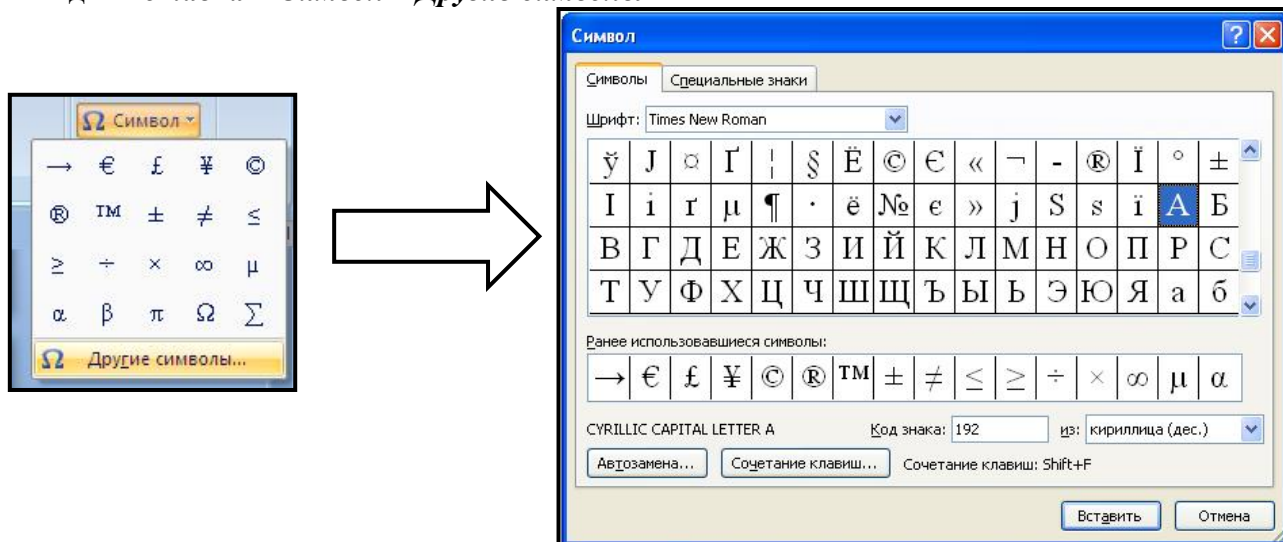 Символ
Символы Специальные знаки
Ω Символ
Шрифт: Times New Roman
→ € £ ¥ ©
® TM ± ≠ ≤
≥ ÷ × ∞ µ
α β π Ω Σ
Ω Другие символы...
ў Ј ¤ Ґ ¦ § Ё © Є « ¬ - ® Ї ° ±
І і ґ µ ¶ · ё № є » ј Ѕ ѕ ї А Б
В Г Д Е Ж З И Й К Л М Н О П Р С
Т У Ф Х Ц Ч Ш Щ Ъ Ы Ь Э Ю Я а б
Ранее использовавшиеся символы:
→ € £ ¥ © ® TM ± ≠ ≤ ≥ ÷ × ∞ µ α
CYRILLIC CAPITAL LETTER A Код знака: 192 из: кириллица (дес.)
Автозамена... Сочетание клавиш... Сочетание клавиш: Shift+F
Вставить Отмена